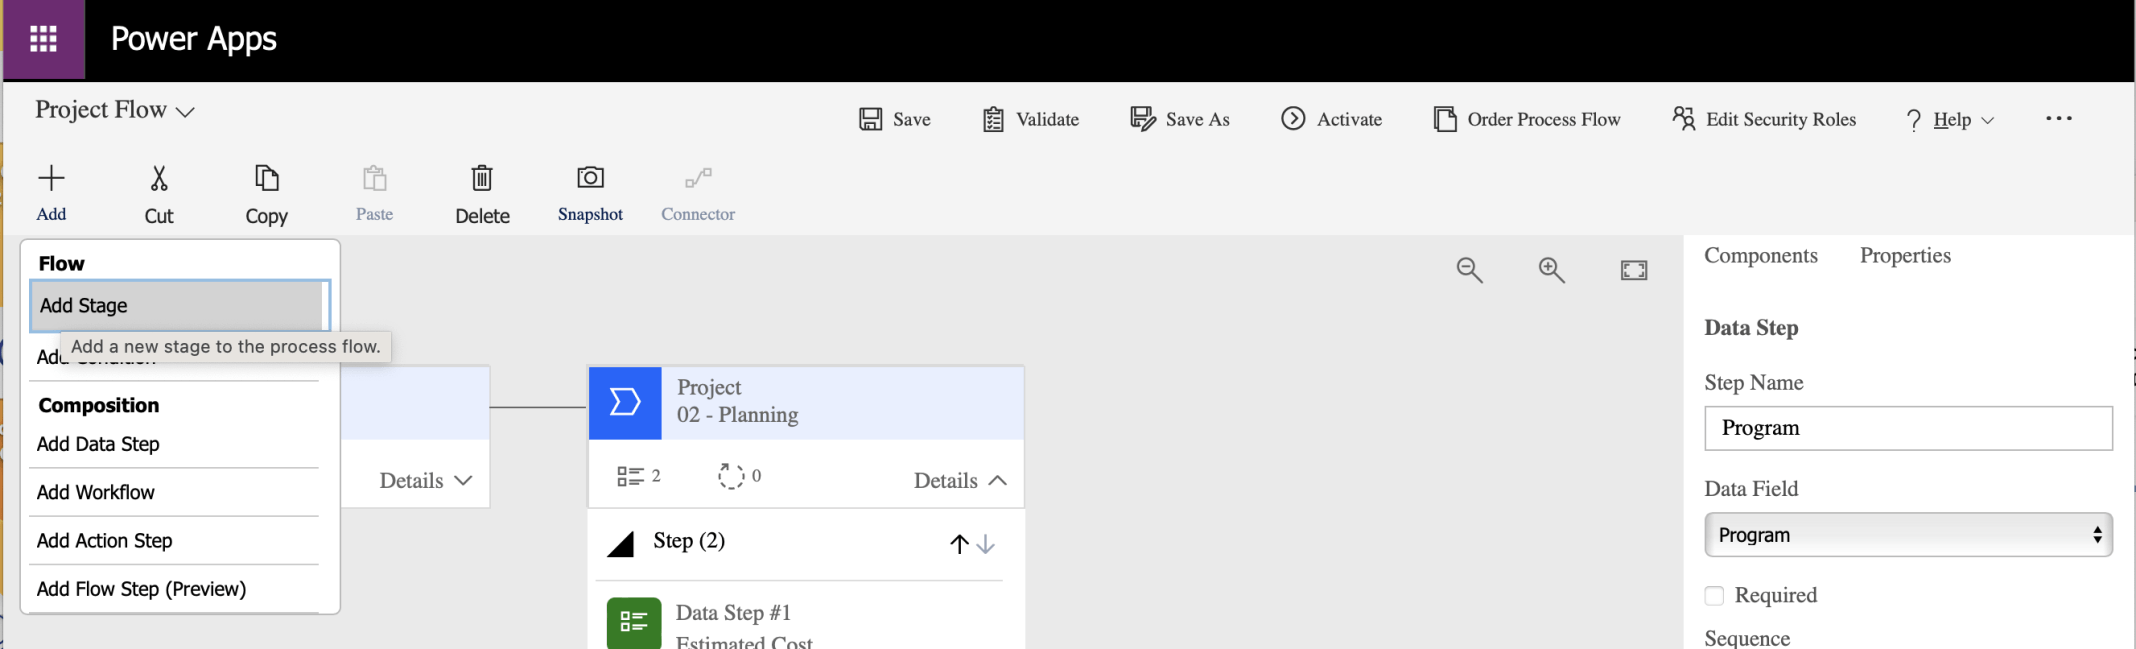 Power Apps
Project Flow
Save
Validate
Save As
Activate
Order Process Flow
Edit Security Roles
? Help
...
Add
Cut
Copy
Paste
Delete
Snapshot
Connector
Flow
Add Stage
Add a new stage to the process flow.
Add Condition
Composition
Add Data Step
Add Workflow
Add Action Step
Add Flow Step (Preview)
Details
Project
02 - Planning
2
0
Details
Step (2)
Data Step #1
Estimated Cost
Components
Properties
Data Step
Step Name
Program
Data Field
Program
Required
Sequence